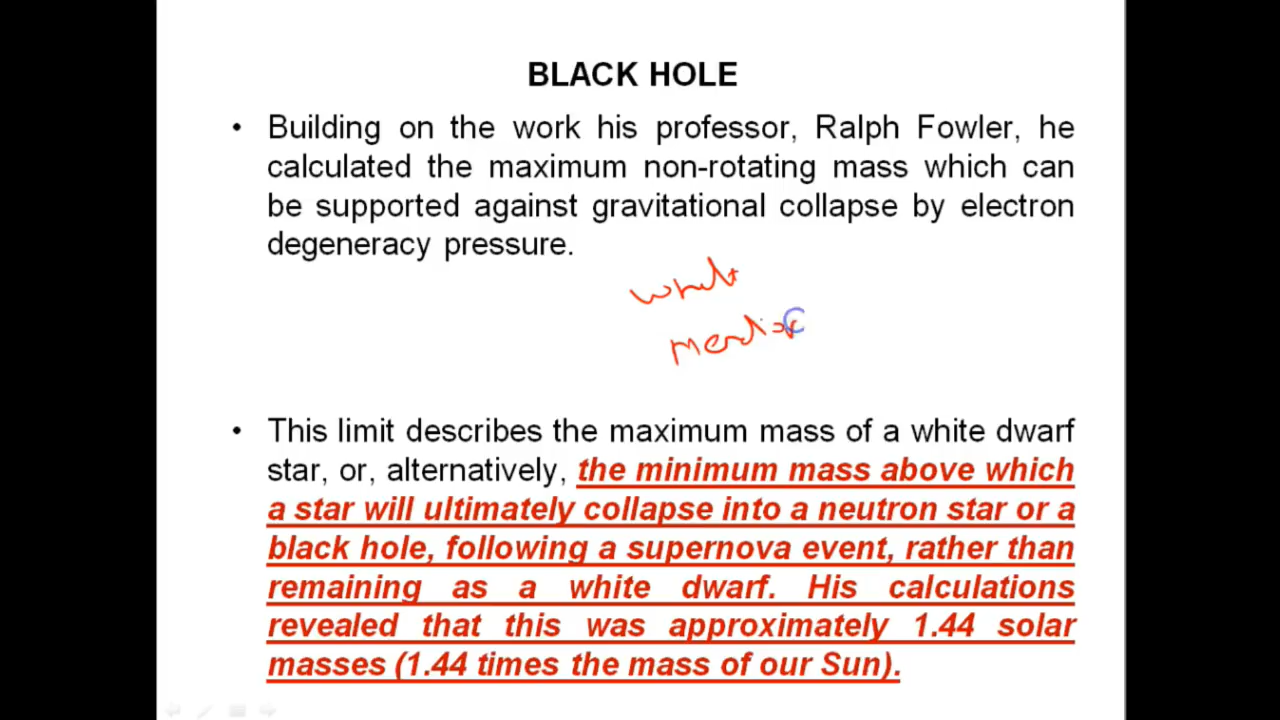 BLACK HOLE
• Building on the work his professor, Ralph Fowler, he
calculated the maximum non-rotating mass which can
be supported against gravitational collapse by electron
degeneracy pressure.
• This limit describes the maximum mass of a white dwarf
star, or, alternatively, the minimum mass above which
a star will ultimately collapse into a neutron star or a
black hole, following a supernova event, rather than
remaining as a white dwarf. His calculations
revealed that this was approximately 1.44 solar
masses (1.44 times the mass of our Sun).